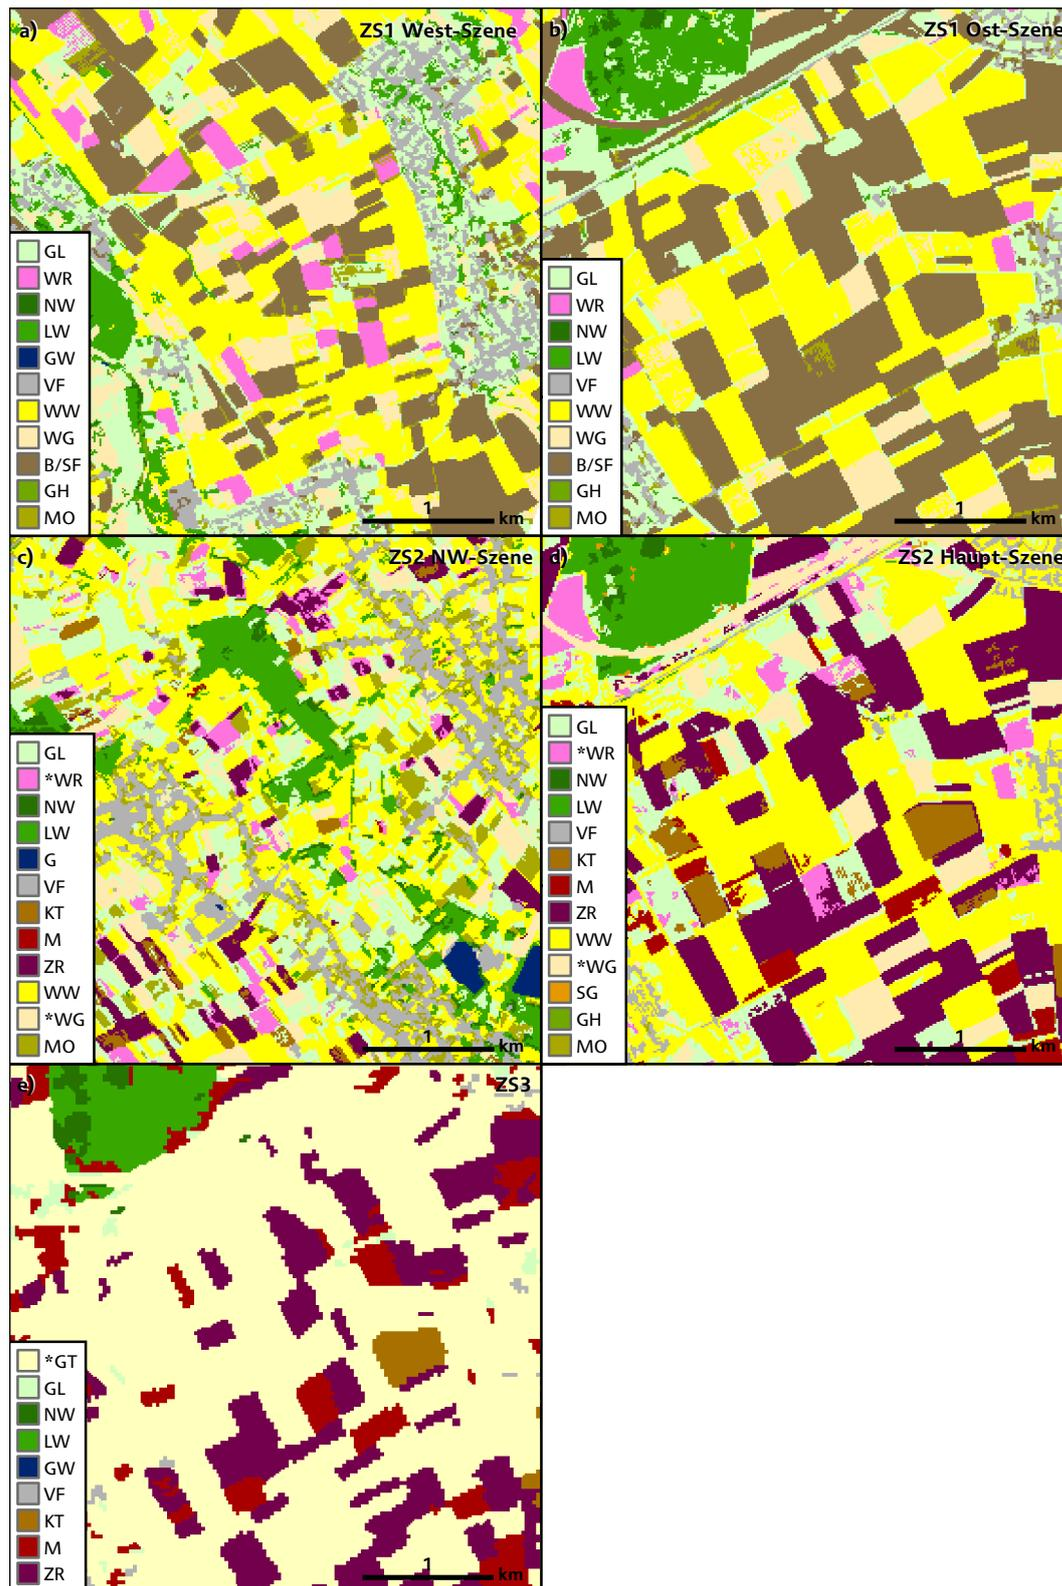 a)
ZS1 West-Szene
GL
WR
NW
LW
GW
VF
WW
WG
B/SF
GH
MO
1
km
b)
ZS1 Ost-Szene
GL
WR
NW
LW
VF
WW
WG
B/SF
GH
MO
1
km
c)
ZS2 NW-Szene
GL
*WR
NW
LW
G
VF
KT
M
ZR
WW
*WG
MO
1
km
d)
ZS2 Haupt-Szene
GL
*WR
NW
LW
VF
KT
M
ZR
WW
*WG
SG
GH
MO
1
km
e)
ZS3
*GT
GL
NW
LW
GW
VF
KT
M
ZR
1
km